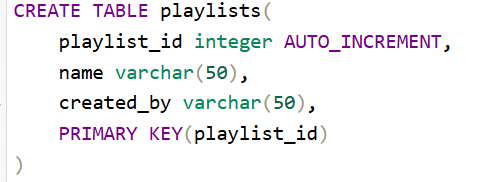 CREATE TABLE playlists(
    playlist_id integer AUTO_INCREMENT,
    name varchar(50),
    created_by varchar(50),
    PRIMARY KEY(playlist_id)
)